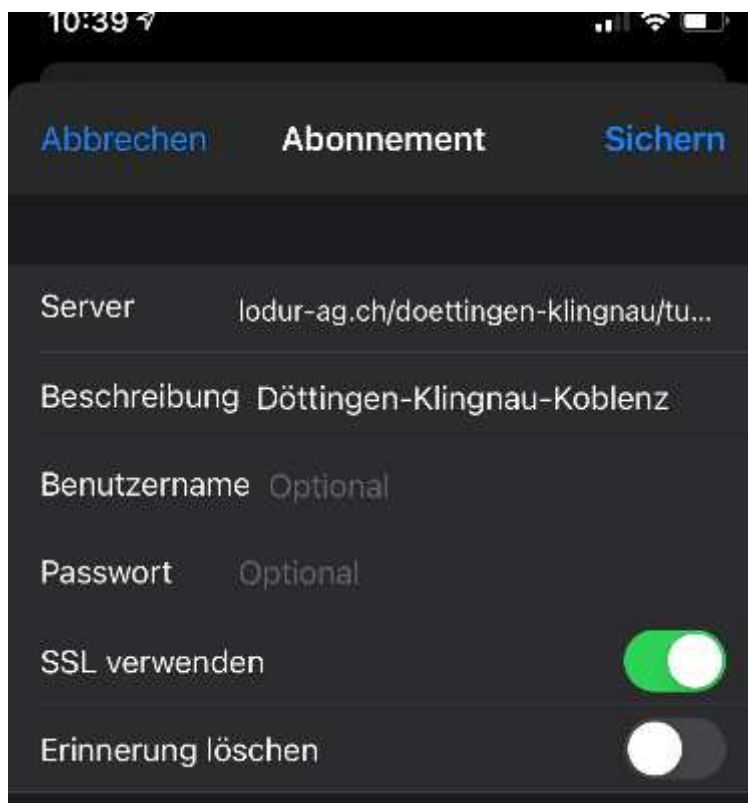 10:39
Abbrechen Abonnement Sichern
Server lodur-ag.ch/doettingen-klingnau/tu...
Beschreibung Döttingen-Klingnau-Koblenz
Benutzername Optional
Passwort Optional
SSL verwenden
Erinnerung löschen